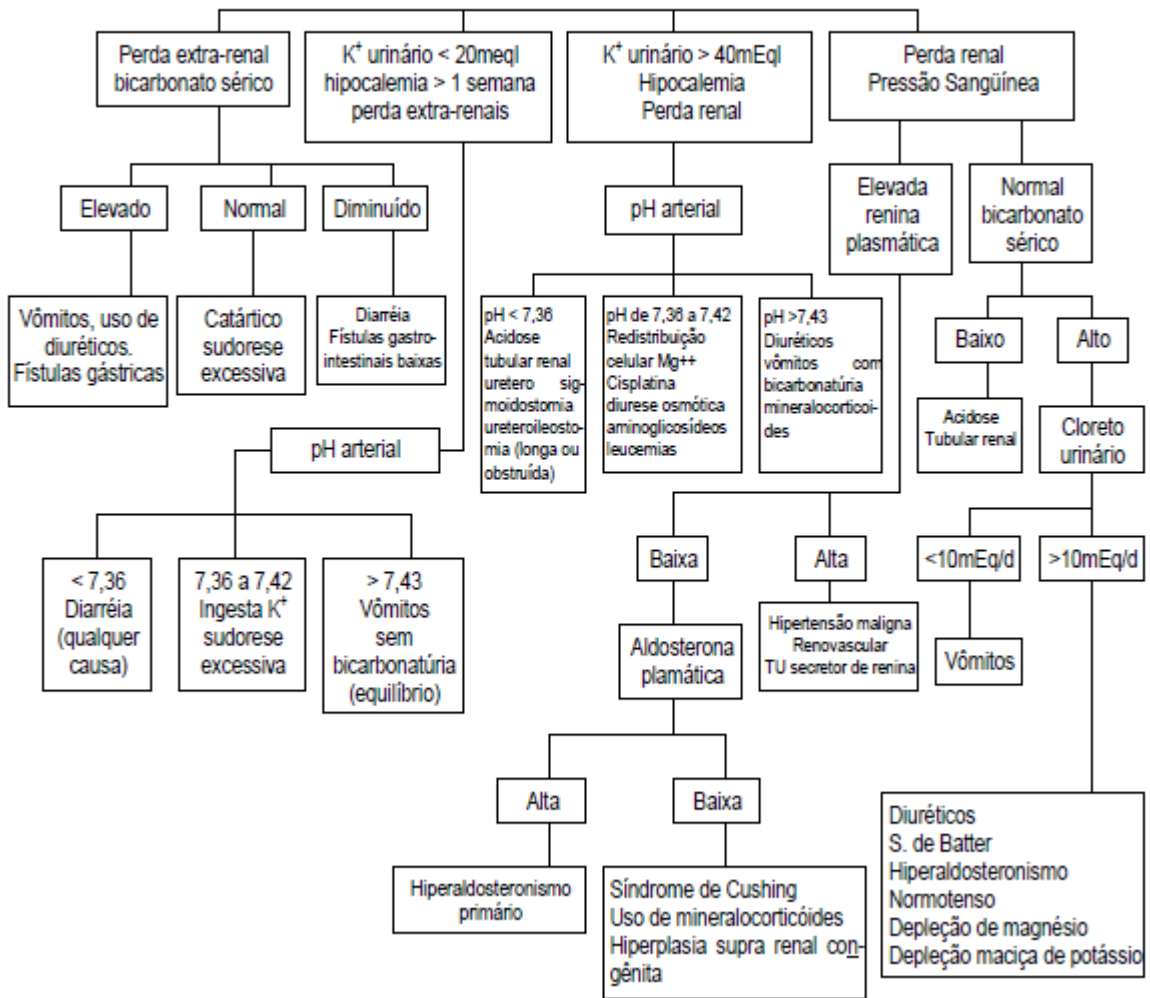 Perda extra-renal
bicarbonato sérico
K⁺ urinário < 20meql
hipocalemia > 1 semana
perda extra-renais
K⁺ urinário > 40mEql
Hipocalemia
Perda renal
Perda renal
Pressão Sangüínea
Elevado
Normal
Diminuído
pH arterial
Elevada
renina
plasmática
Normal
bicarbonato
sérico
Vômitos, uso de
diuréticos.
Fístulas gástricas
Catártico
sudorese
excessiva
Diarréia
Fístulas gastro-
intestinais baixas
pH < 7,36
Acidose
tubular renal
uretero sig-
moidostomia
ureteroileosto-
mia (longa ou
obstruída)
pH de 7,36 a 7,42
Redistribuição
celular Mg++
Cisplatina
diurese osmótica
aminoglicosídeos
leucemias
pH >7,43
Diuréticos
vômitos com
bicarbonatúria
mineralocorticoi-
des
Baixo
Alto
Acidose
Tubular renal
Cloreto
urinário
pH arterial
< 7,36
Diarréia
(qualquer
causa)
7,36 a 7,42
Ingesta K⁺
sudorese
excessiva
> 7,43
Vômitos
sem
bicarbonatúria
(equilíbrio)
Baixa
Alta
<10mEq/d
>10mEq/d
Aldosterona
plamática
Hipertensão maligna
Renovascular
TU secretor de renina
Vômitos
Alta
Baixa
Hiperaldosteronismo
primário
Síndrome de Cushing
Uso de mineralocorticóides
Hiperplasia supra renal con-
gênita
Diuréticos
S. de Batter
Hiperaldosteronismo
Normotenso
Depleção de magnésio
Depleção maciça de potássio